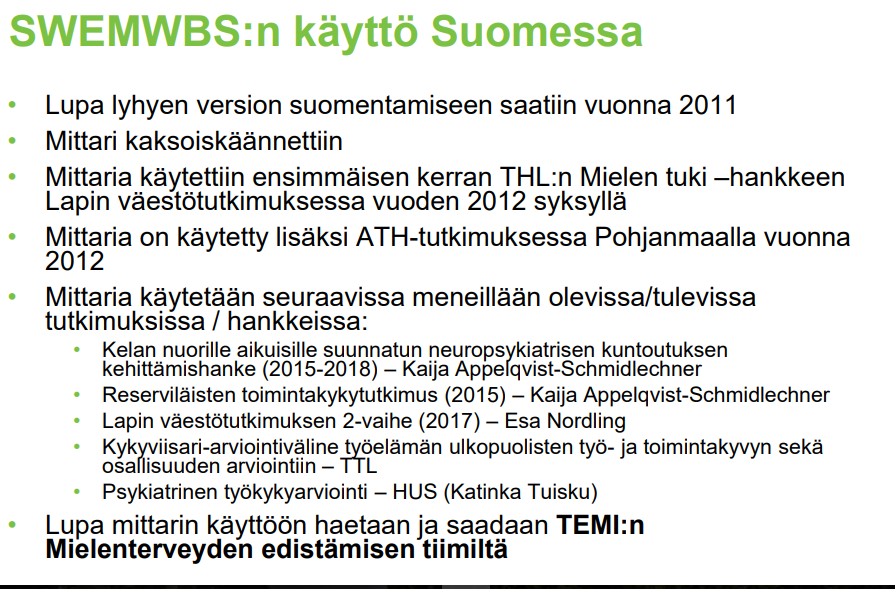 SWEMWBS:n käyttö Suomessa
• Lupa lyhyen version suomentamiseen saatiin vuonna 2011
• Mittari kaksoiskäännettiin
• Mittaria käytettiin ensimmäisen kerran THL:n Mielen tuki –hankkeen
Lapin väestötutkimuksessa vuoden 2012 syksyllä
• Mittaria on käytetty lisäksi ATH-tutkimuksessa Pohjanmaalla vuonna
2012
• Mittaria käytetään seuraavissa meneillään olevissa/tulevissa
tutkimuksissa / hankkeissa:
• Kelan nuorille aikuisille suunnatun neuropsykiatrisen kuntoutuksen
kehittämishanke (2015-2018) – Kaija Appelqvist-Schmidlechner
• Reserviläisten toimintakykytutkimus (2015) – Kaija Appelqvist-Schmidlechner
• Lapin väestötutkimuksen 2-vaihe (2017) – Esa Nordling
• Kykyviisari-arviointiväline työelämän ulkopuolisten työ- ja toimintakyvyn sekä
osallisuuden arviointiin – TTL
• Psykiatrinen työkykyarviointi – HUS (Katinka Tuisku)
• Lupa mittarin käyttöön haetaan ja saadaan TEMI:n
Mielenterveyden edistämisen tiimiltä